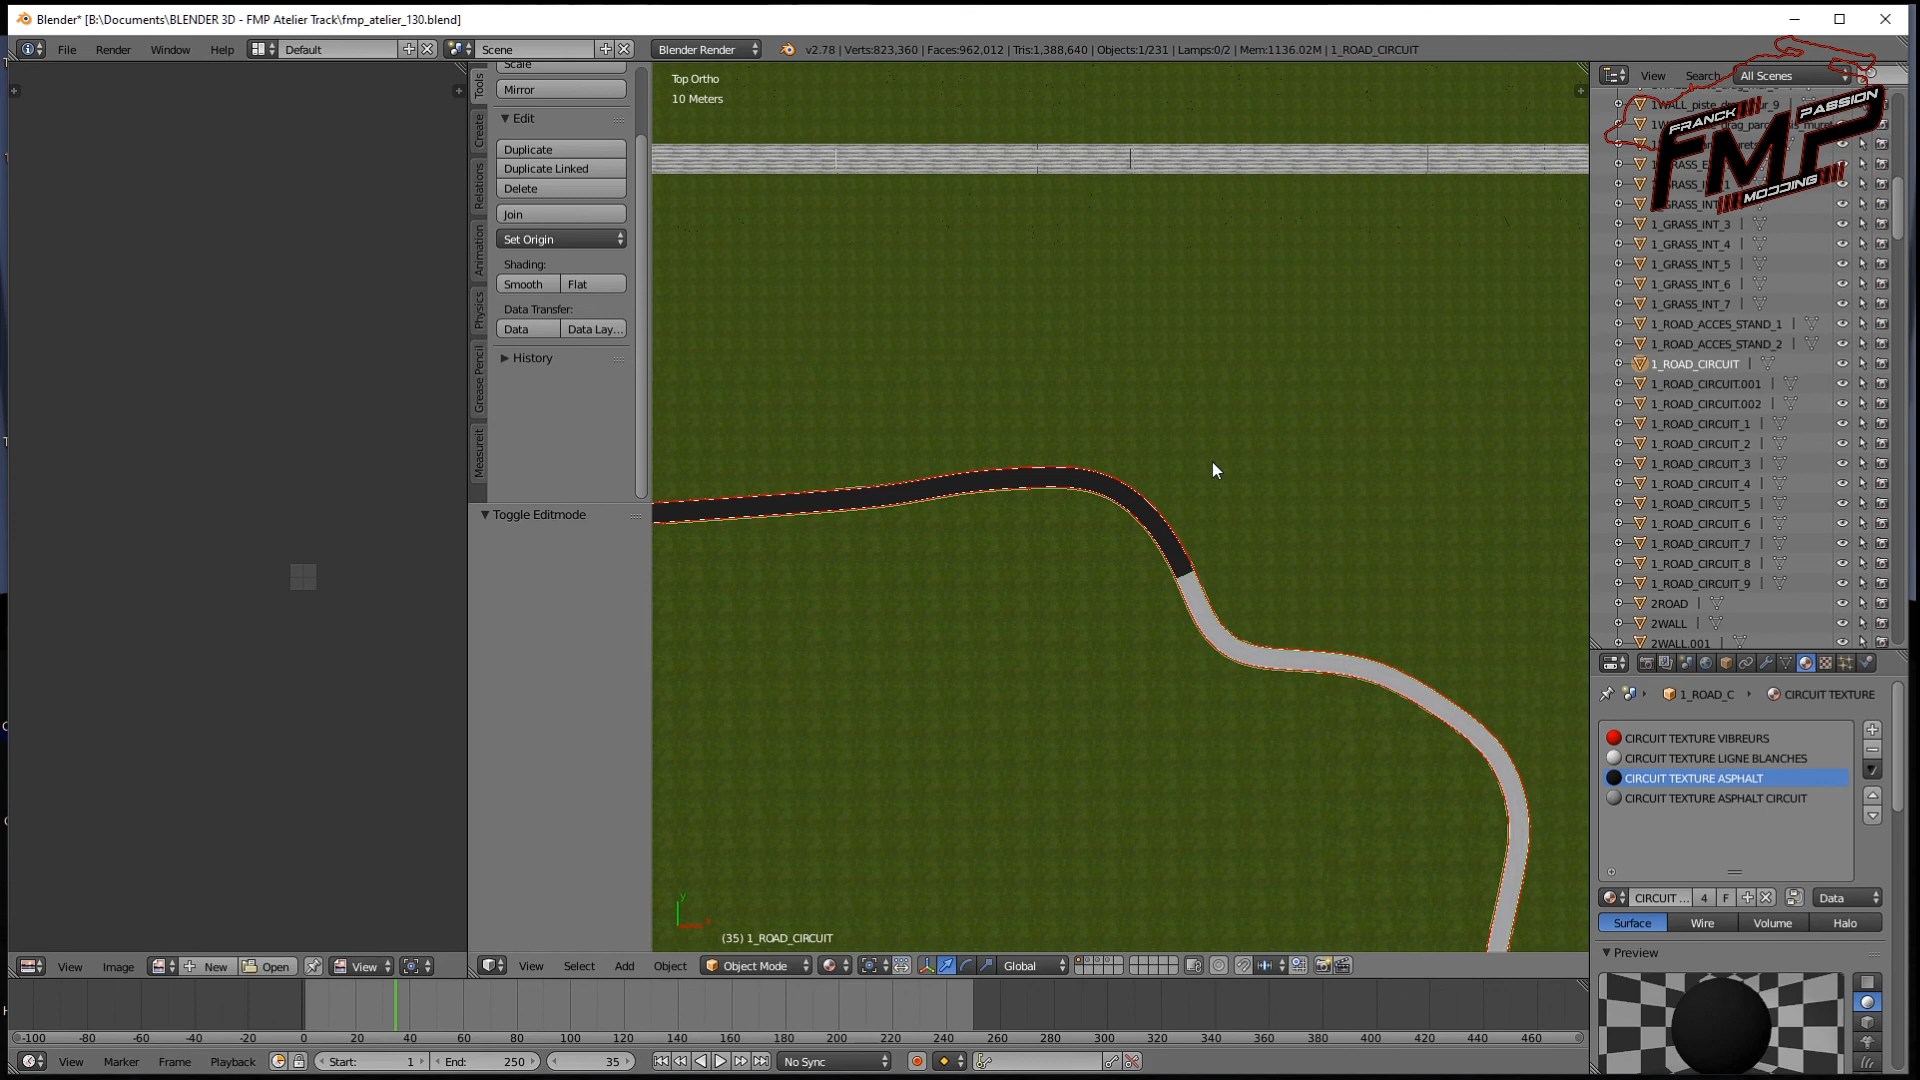 Blender* [B:\Documents\BLENDER 3D - FMP Atelier Track\fmp_atelier_130.blend]
File Render Window Help Default Scene Blender Render v2.78 | Verts:823,360 | Faces:962,012 | Tris:1,388,640 | Objects:1/231 | Lamps:0/2 | Mem:1136.02M | 1_ROAD_CIRCUIT
Tools
Create
Relations
Animation
Physics
Grease Pencil
Measureit
Scale
Mirror
Edit
Duplicate
Duplicate Linked
Delete
Join
Set Origin
Shading:
Smooth Flat
Data Transfer:
Data Data Lay...
History
Toggle Editmode
Top Ortho
10 Meters
(35) 1_ROAD_CIRCUIT
View Search All Scenes
FRANCK PASSION
FMP
MODDING
1_GRASS_INT_3
1_GRASS_INT_4
1_GRASS_INT_5
1_GRASS_INT_6
1_GRASS_INT_7
1_ROAD_ACCES_STAND_1
1_ROAD_ACCES_STAND_2
1_ROAD_CIRCUIT
1_ROAD_CIRCUIT.001
1_ROAD_CIRCUIT.002
1_ROAD_CIRCUIT_1
1_ROAD_CIRCUIT_2
1_ROAD_CIRCUIT_3
1_ROAD_CIRCUIT_4
1_ROAD_CIRCUIT_5
1_ROAD_CIRCUIT_6
1_ROAD_CIRCUIT_7
1_ROAD_CIRCUIT_8
1_ROAD_CIRCUIT_9
2ROAD
2WALL
2WALL.001
1_ROAD_C CIRCUIT TEXTURE
CIRCUIT TEXTURE VIBREURS
CIRCUIT TEXTURE LIGNE BLANCHES
CIRCUIT TEXTURE ASPHALT
CIRCUIT TEXTURE ASPHALT CIRCUIT
CIRCUIT ... 4 F Data
Surface Wire Volume Halo
Preview
View Image New Open View
View Select Add Object Object Mode Global
-100 -80 -60 -40 -20 0 20 40 60 80 100 120 140 160 180 200 220 240 260 280 300 320 340 360 380 400 420 440 460
View Marker Frame Playback Start: 1 End: 250 35 No Sync